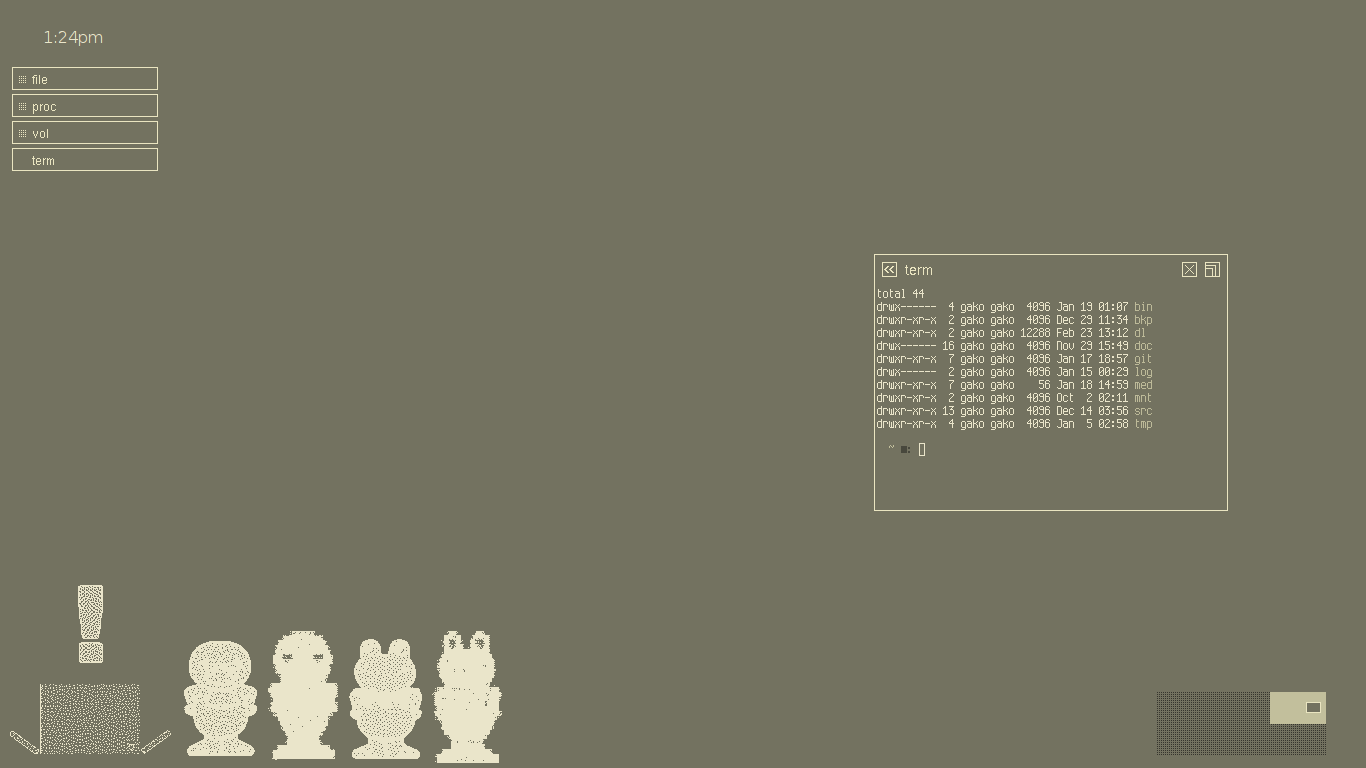 1:24pm
file
proc
vol
term
« term
total 44
drwx------  4 gako gako  4096 Jan 19 01:07 bin
drwxr-xr-x  2 gako gako  4096 Dec 29 11:34 bkp
drwxr-xr-x  2 gako gako 12288 Feb 23 13:12 dl
drwx------ 16 gako gako  4096 Nov 29 15:49 doc
drwxr-xr-x  7 gako gako  4096 Jan 17 18:57 git
drwx------  2 gako gako  4096 Jan 15 00:29 log
drwxr-xr-x  7 gako gako    56 Jan 18 14:59 med
drwxr-xr-x  2 gako gako  4096 Oct  2 02:11 mnt
drwxr-xr-x 13 gako gako  4096 Dec 14 03:56 src
drwxr-xr-x  4 gako gako  4096 Jan  5 02:58 tmp
~ ■:
!